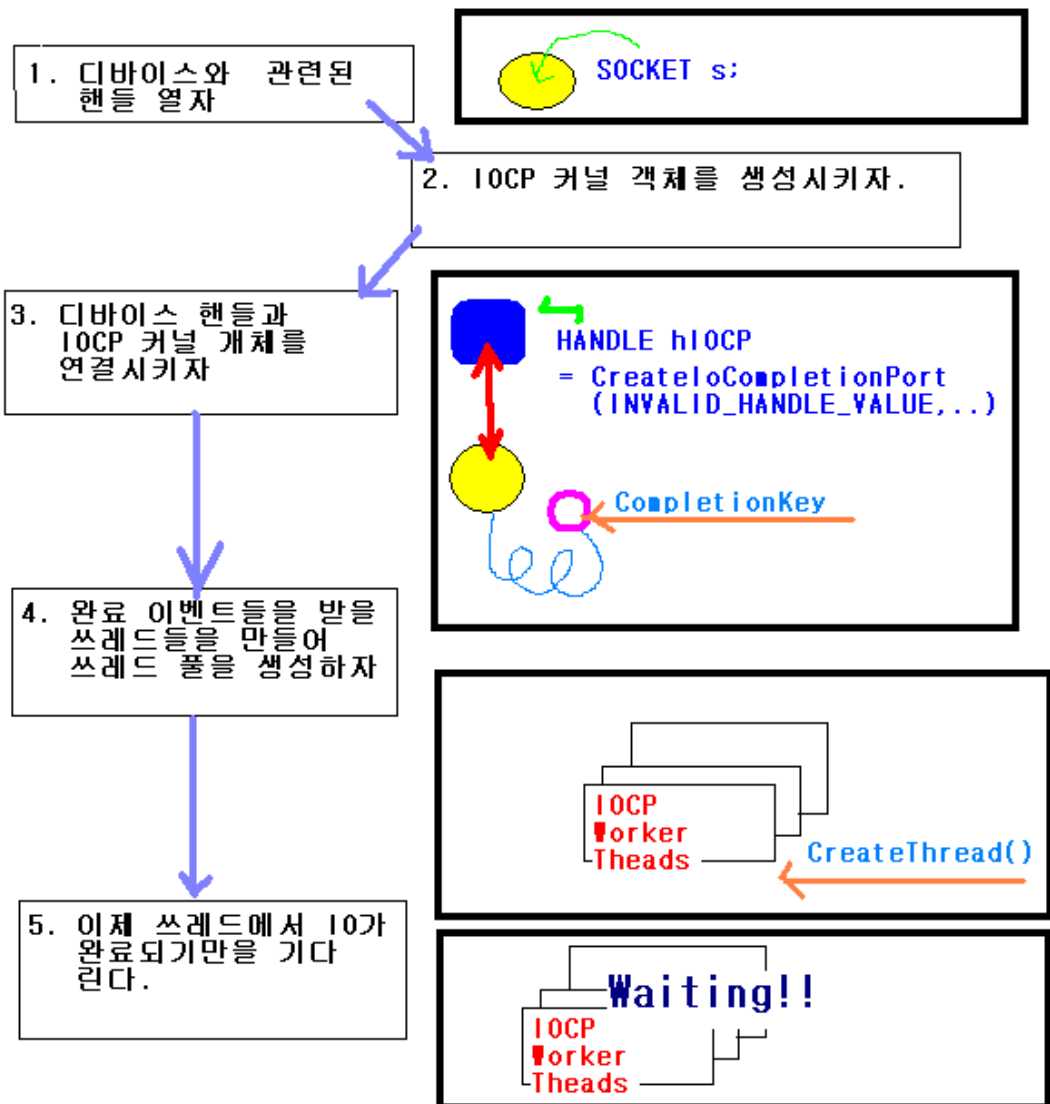 1. 디바이스와 관련된
핸들 열자
SOCKET s;
2. IOCP 커널 객체를 생성시키자.
3. 디바이스 핸들과
IOCP 커널 개체를
연결시키자
HANDLE hIOCP
= CreateIoCompletionPort
(INVALID_HANDLE_VALUE,..)
CompletionKey
4. 완료 이벤트들을 받을
쓰레드들을 만들어
쓰레드 풀을 생성하자
IOCP
Worker
Theads
CreateThread()
5. 이제 쓰레드에서 IO가
완료되기만을 기다
린다.
Waiting!!
IOCP
Worker
Theads